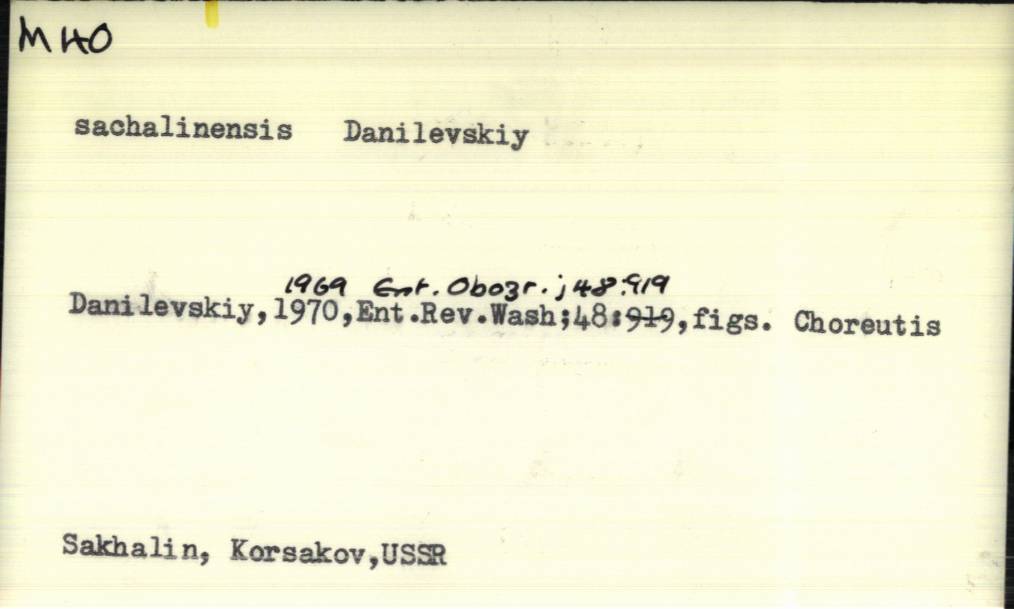 M40
sachalinensis Danilevskiy
1969 Ent. Obozr. ; 48:919
Danilevskiy,1970,Ent.Rev.Wash;48:919,figs. Choreutis
Sakhalin, Korsakov,USSR